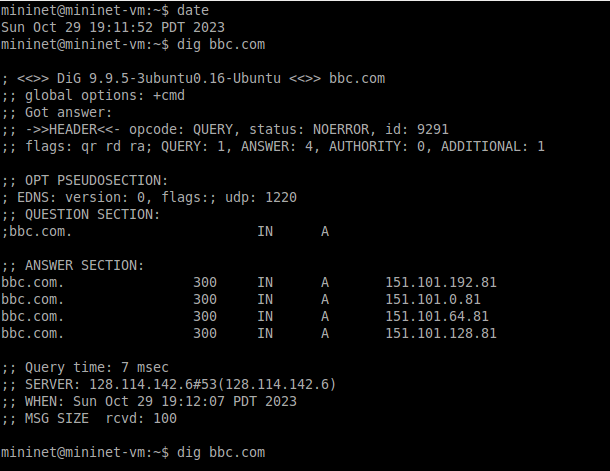 mininet@mininet-vm:~$ date
Sun Oct 29 19:11:52 PDT 2023
mininet@mininet-vm:~$ dig bbc.com
; <<>> DiG 9.9.5-3ubuntu0.16-Ubuntu <<>> bbc.com
;; global options: +cmd
;; Got answer:
;; ->>HEADER<<- opcode: QUERY, status: NOERROR, id: 9291
;; flags: qr rd ra; QUERY: 1, ANSWER: 4, AUTHORITY: 0, ADDITIONAL: 1
;; OPT PSEUDOSECTION:
; EDNS: version: 0, flags:; udp: 1220
;; QUESTION SECTION:
;bbc.com. IN A
;; ANSWER SECTION:
bbc.com. 300 IN A 151.101.192.81
bbc.com. 300 IN A 151.101.0.81
bbc.com. 300 IN A 151.101.64.81
bbc.com. 300 IN A 151.101.128.81
;; Query time: 7 msec
;; SERVER: 128.114.142.6#53(128.114.142.6)
;; WHEN: Sun Oct 29 19:12:07 PDT 2023
;; MSG SIZE rcvd: 100
mininet@mininet-vm:~$ dig bbc.com